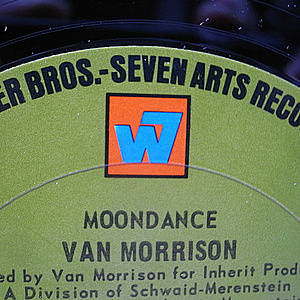 ER BROS.-SEVEN ARTS RECO
W7
MOONDANCE
VAN MORRISON
ed by Van Morrison for Inherit Prod
A Division of Schwaid-Merenstein